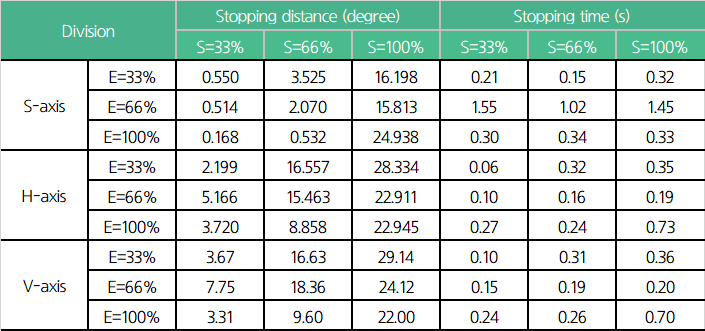 Division Stopping distance (degree) Stopping time (s)
S=33% S=66% S=100% S=33% S=66% S=100%
S-axis E=33% 0.550 3.525 16.198 0.21 0.15 0.32
E=66% 0.514 2.070 15.813 1.55 1.02 1.45
E=100% 0.168 0.532 24.938 0.30 0.34 0.33
H-axis E=33% 2.199 16.557 28.334 0.06 0.32 0.35
E=66% 5.166 15.463 22.911 0.10 0.16 0.19
E=100% 3.720 8.858 22.945 0.27 0.24 0.73
V-axis E=33% 3.67 16.63 29.14 0.10 0.31 0.36
E=66% 7.75 18.36 24.12 0.15 0.19 0.20
E=100% 3.31 9.60 22.00 0.24 0.26 0.70